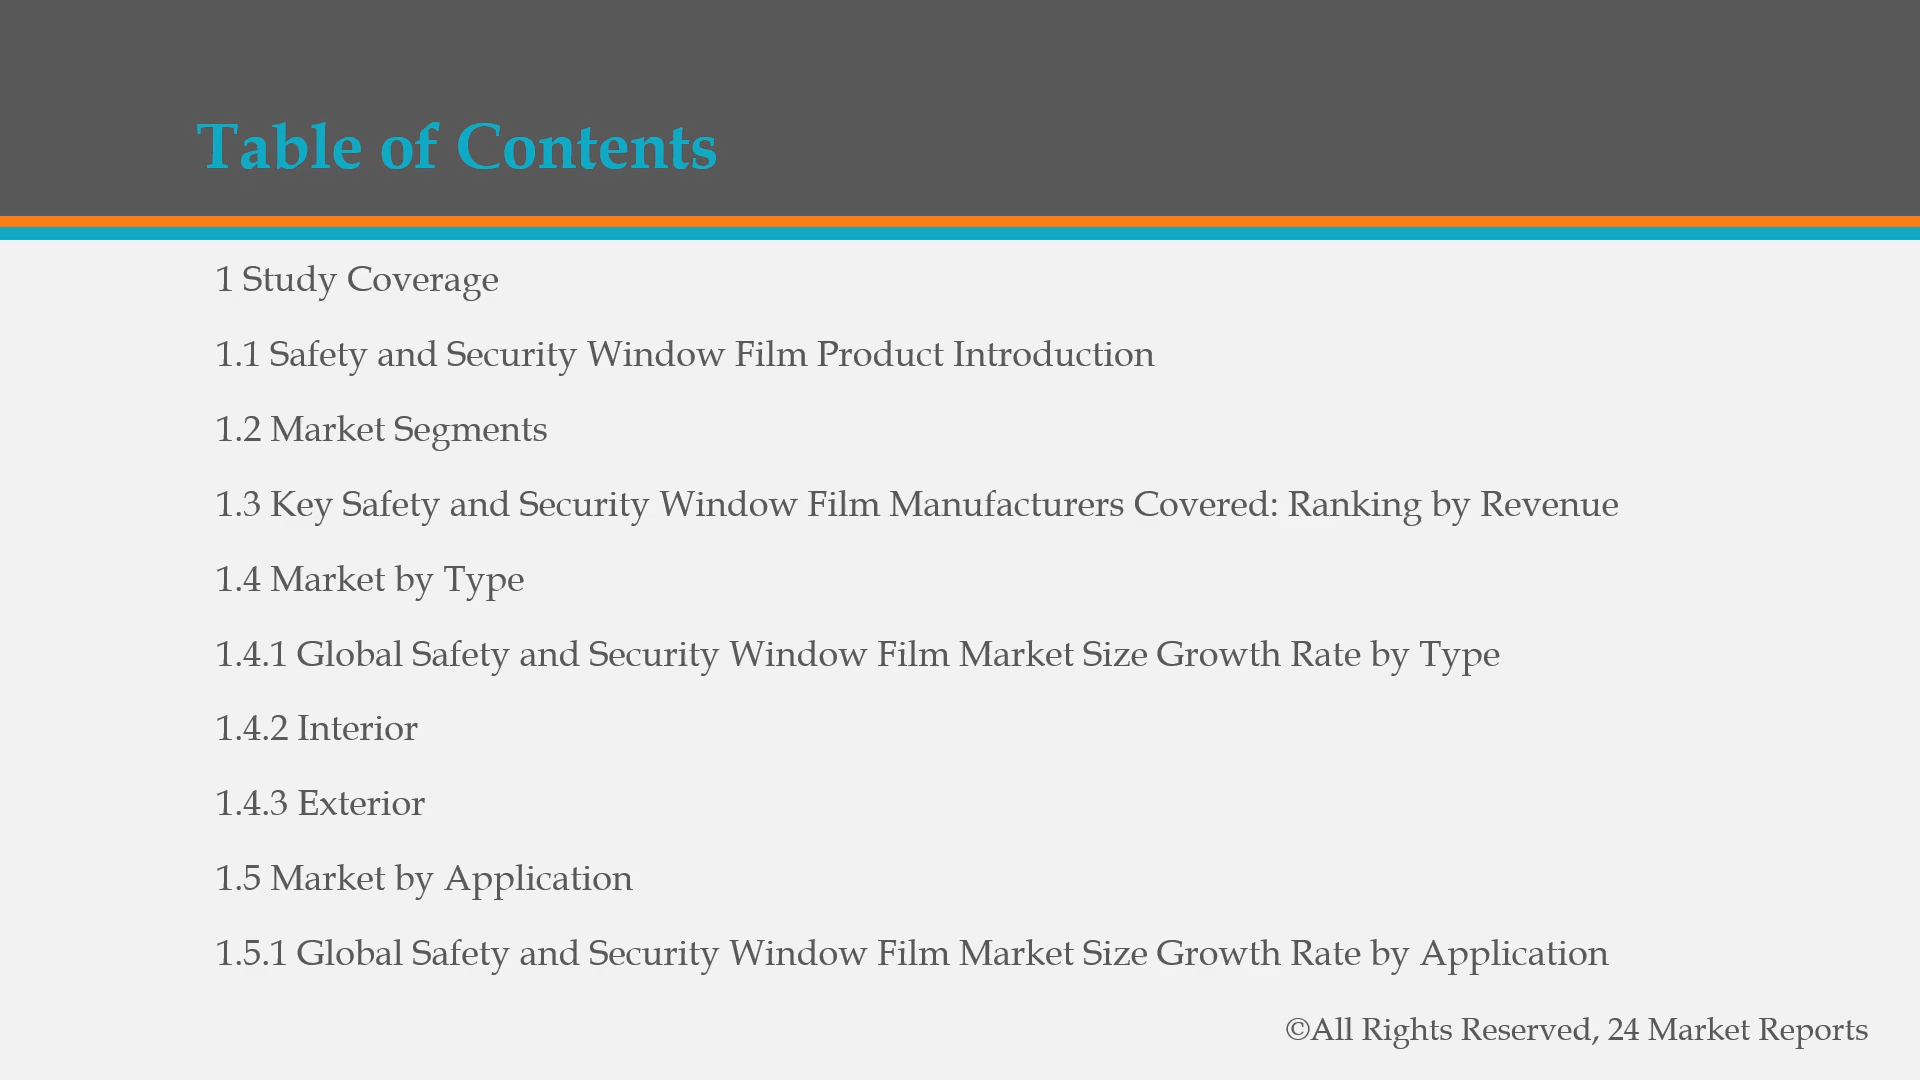 Table of Contents
1 Study Coverage
1.1 Safety and Security Window Film Product Introduction
1.2 Market Segments
1.3 Key Safety and Security Window Film Manufacturers Covered: Ranking by Revenue
1.4 Market by Type
1.4.1 Global Safety and Security Window Film Market Size Growth Rate by Type
1.4.2 Interior
1.4.3 Exterior
1.5 Market by Application
1.5.1 Global Safety and Security Window Film Market Size Growth Rate by Application
©All Rights Reserved, 24 Market Reports